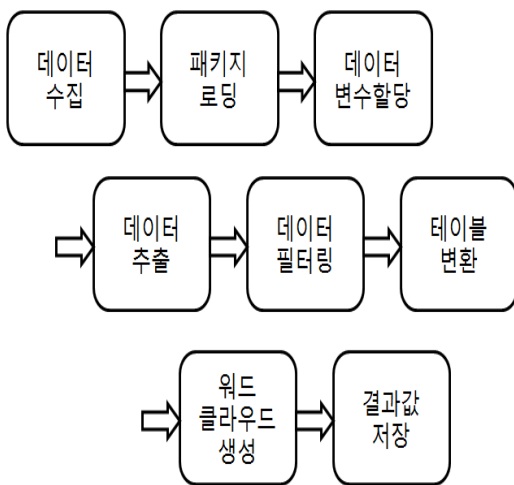 데이터
수집
패키지
로딩
데이터
변수할당
데이터
추출
데이터
필터링
테이블
변환
워드
클라우드
생성
결과값
저장